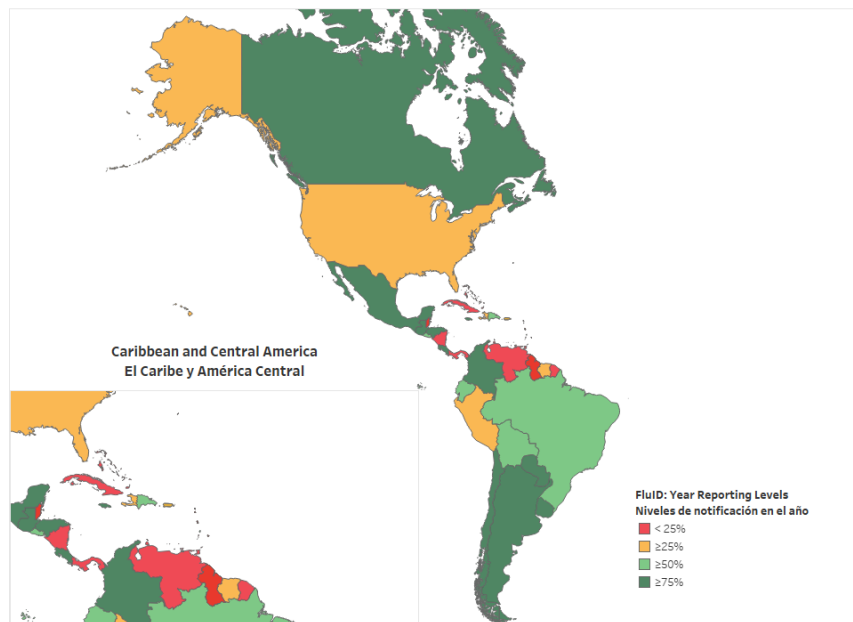 Caribbean and Central America
El Caribe y América Central
FluID: Year Reporting Levels
Niveles de notificación en el año
< 25%
≥25%
≥50%
≥75%